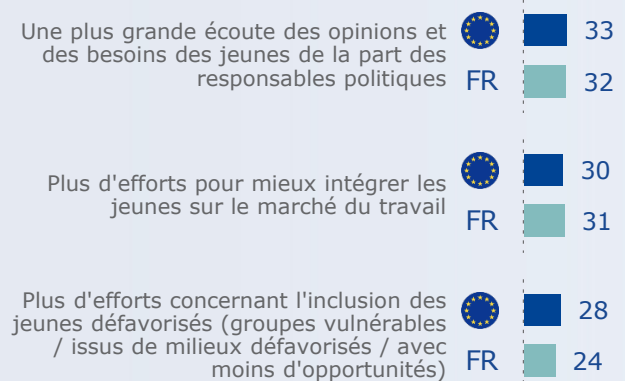 Une plus grande écoute des opinions et
des besoins des jeunes de la part des
responsables politiques
33
FR 32
Plus d'efforts pour mieux intégrer les
jeunes sur le marché du travail
30
FR 31
Plus d'efforts concernant l'inclusion des
jeunes défavorisés (groupes vulnérables
/ issus de milieux défavorisés / avec
moins d'opportunités)
28
FR 24